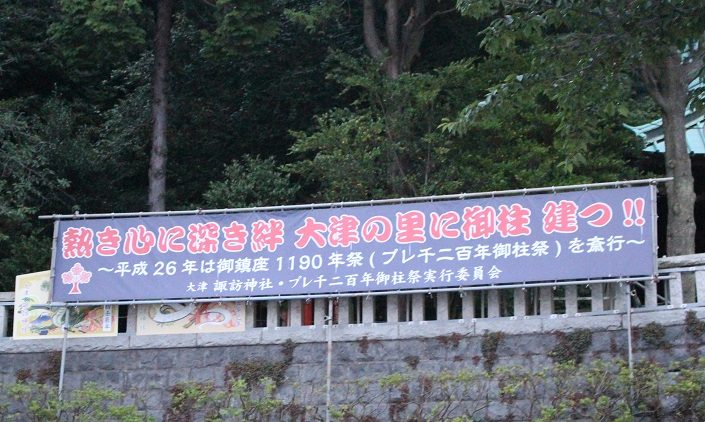 熱き心に深き絆 大津の里に御柱 建つ!!
～平成26年は御鎮座1190年祭(プレ千二百年御柱祭)を斎行～
大津 諏訪神社・プレ千二百年御柱祭実行委員会